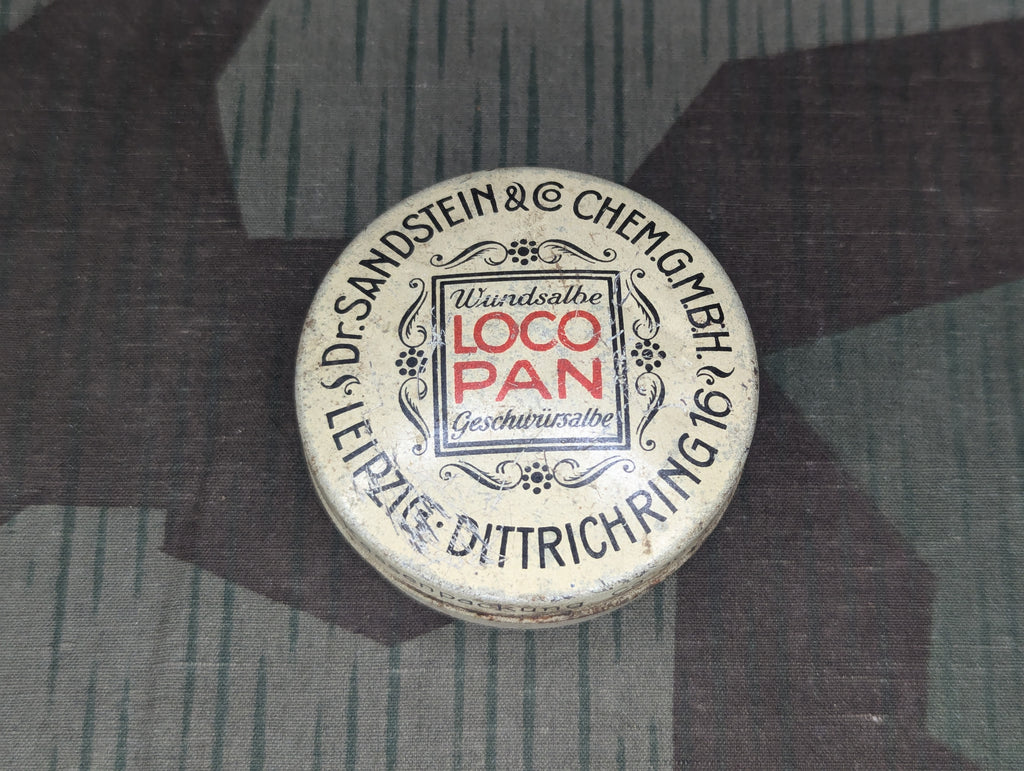 Dr. SANDSTEIN & Co CHEM. G.M.B.H.
Wundsalbe
LOCO
PAN
Geschwürsalbe
LEIPZIG · DITTRICHRING 16